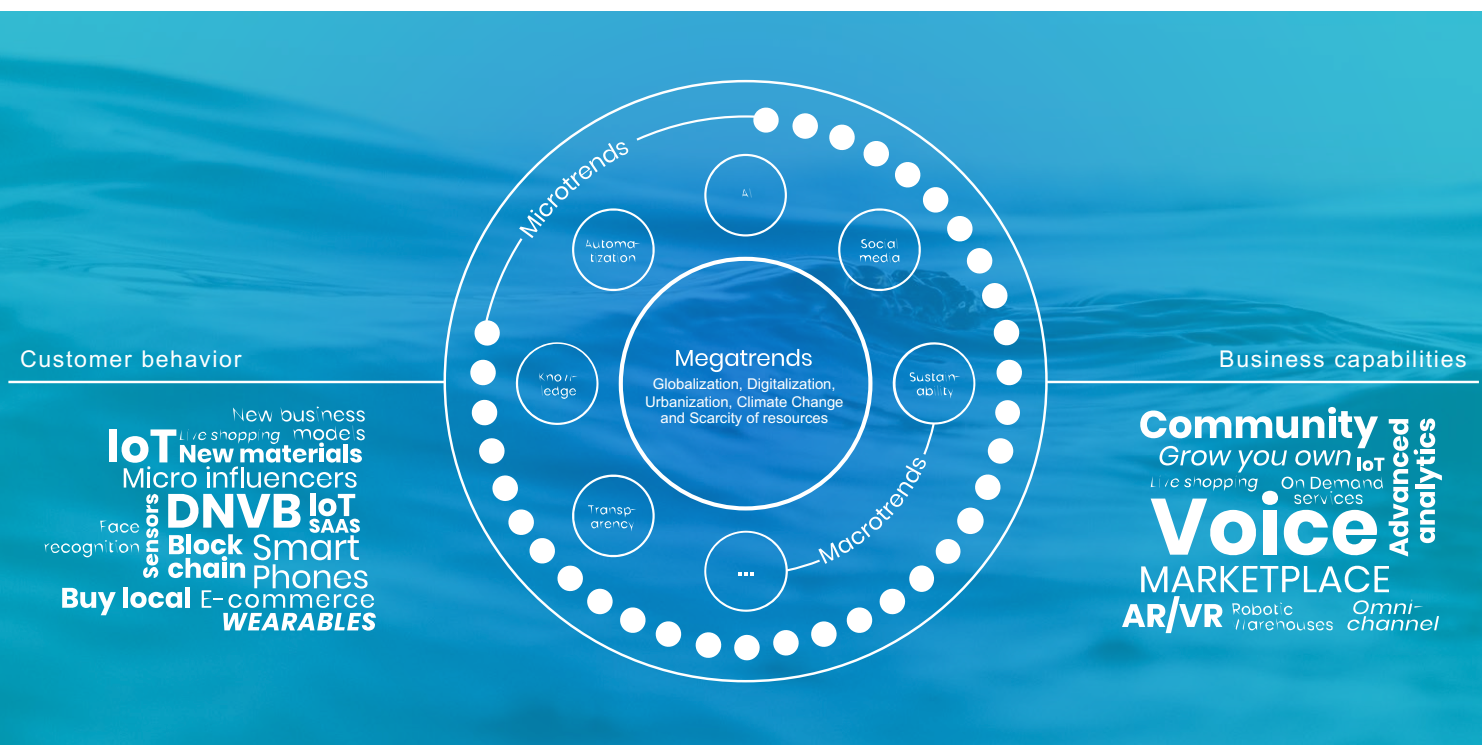 Microtrends
AI
Automa-
tization
Social
media
Customer behavior
Business capabilities
Megatrends
Globalization, Digitalization,
Urbanization, Climate Change
and Scarcity of resources
Know-
ledge
Sustain-
ability
Transp-
arency
...
Macrotrends
New business
models
IoT
Live shopping
New materials
Micro influencers
Sensors
DNVB
IoT
SAAS
Face
recognition
Block
chain
Smart
Phones
Buy local
E-commerce
WEARABLES
Community
Grow you own
IoT
Advanced
analytics
Live shopping
On Demand
services
Voice
MARKETPLACE
AR/VR
Robotic
Warehouses
Omni-
channel